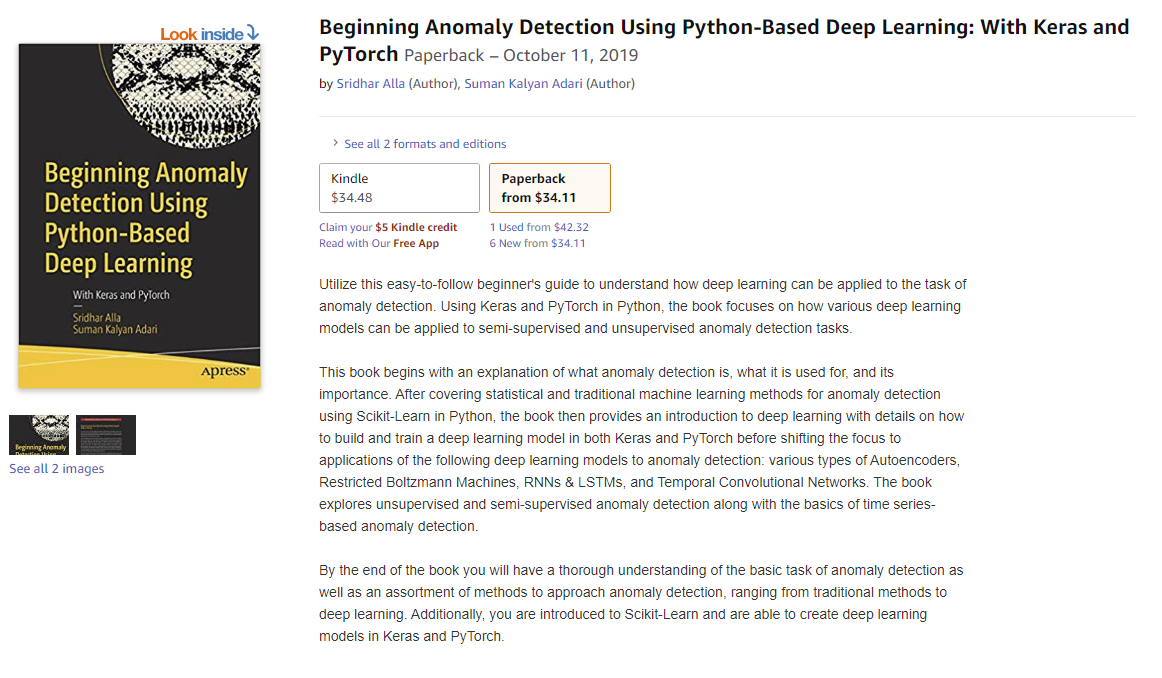 Look inside
Beginning Anomaly
Detection Using
Python-Based
Deep Learning
With Keras and PyTorch
Sridhar Alla
Suman Kalyan Adari
Apress®
Beginning Anomaly
See all 2 images
Beginning Anomaly Detection Using Python-Based Deep Learning: With Keras and
PyTorch Paperback – October 11, 2019
by Sridhar Alla (Author), Suman Kalyan Adari (Author)
See all 2 formats and editions
Kindle
$34.48
Paperback
from $34.11
Claim your $5 Kindle credit
Read with Our Free App
1 Used from $42.32
6 New from $34.11
Utilize this easy-to-follow beginner's guide to understand how deep learning can be applied to the task of
anomaly detection. Using Keras and PyTorch in Python, the book focuses on how various deep learning
models can be applied to semi-supervised and unsupervised anomaly detection tasks.
This book begins with an explanation of what anomaly detection is, what it is used for, and its
importance. After covering statistical and traditional machine learning methods for anomaly detection
using Scikit-Learn in Python, the book then provides an introduction to deep learning with details on how
to build and train a deep learning model in both Keras and PyTorch before shifting the focus to
applications of the following deep learning models to anomaly detection: various types of Autoencoders,
Restricted Boltzmann Machines, RNNs & LSTMs, and Temporal Convolutional Networks. The book
explores unsupervised and semi-supervised anomaly detection along with the basics of time series-
based anomaly detection.
By the end of the book you will have a thorough understanding of the basic task of anomaly detection as
well as an assortment of methods to approach anomaly detection, ranging from traditional methods to
deep learning. Additionally, you are introduced to Scikit-Learn and are able to create deep learning
models in Keras and PyTorch.